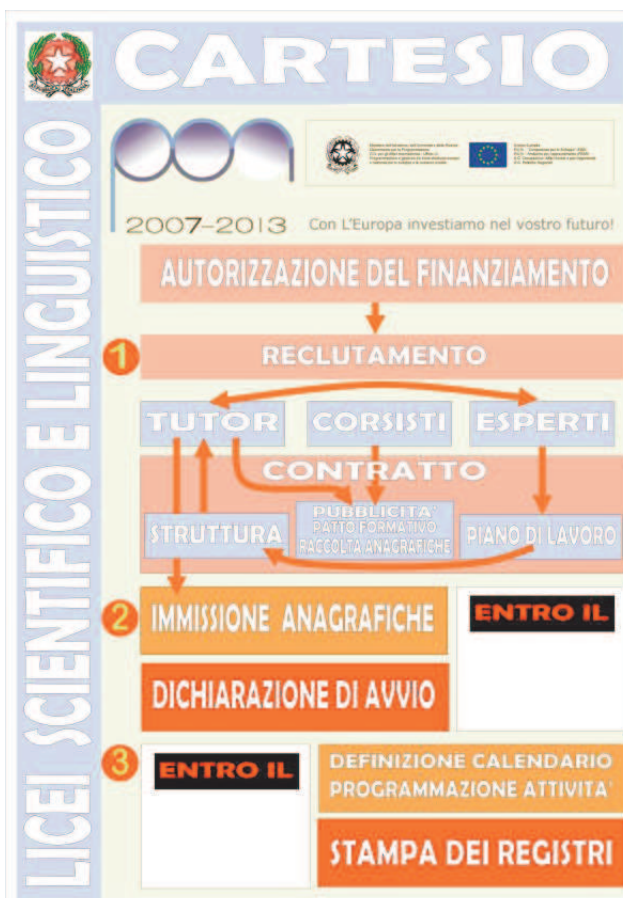 CARTESIO
LICEI SCIENTIFICO E LINGUISTICO
pon
2007-2013 Con L'Europa investiamo nel vostro futuro!
AUTORIZZAZIONE DEL FINANZIAMENTO
1
RECLUTAMENTO
TUTOR CORSISTI ESPERTI
CONTRATTO
STRUTTURA
PUBBLICITA'
PATTO FORMATIVO
RACCOLTA ANAGRAFICHE
PIANO DI LAVORO
2
IMMISSIONE ANAGRAFICHE
ENTRO IL
DICHIARAZIONE DI AVVIO
3
ENTRO IL
DEFINIZIONE CALENDARIO
PROGRAMMAZIONE ATTIVITA'
STAMPA DEI REGISTRI